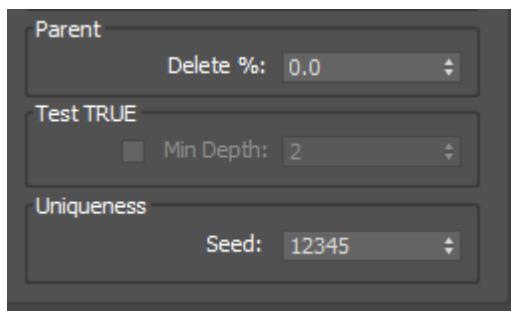 Parent
Delete %: 0.0
Test TRUE
Min Depth: 2
Uniqueness
Seed: 12345